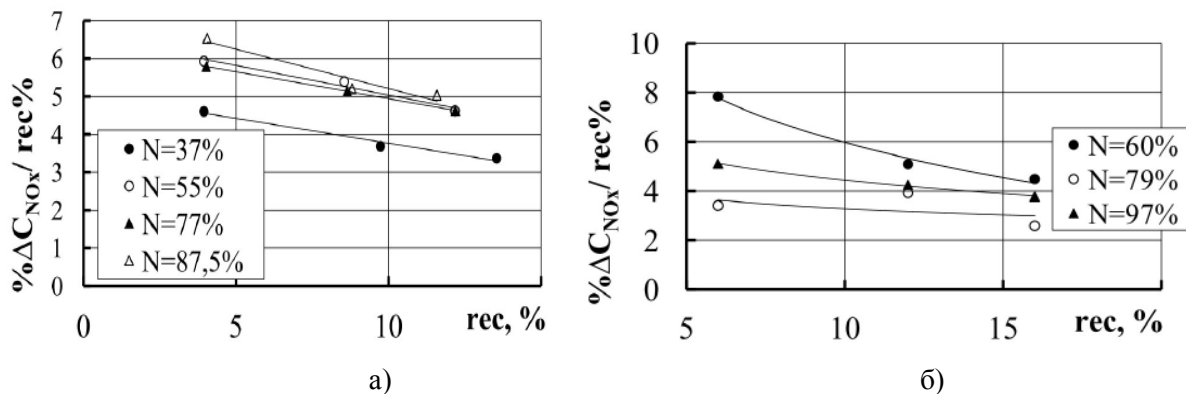 %ΔC_NOx/ rec%
7
6
5
4
3
2
1
0
0
5
10
rec, %
N=37%
N=55%
N=77%
N=87,5%
а)
%ΔC_NOx/ rec%
10
8
6
4
2
0
5
10
15
rec, %
N=60%
N=79%
N=97%
б)